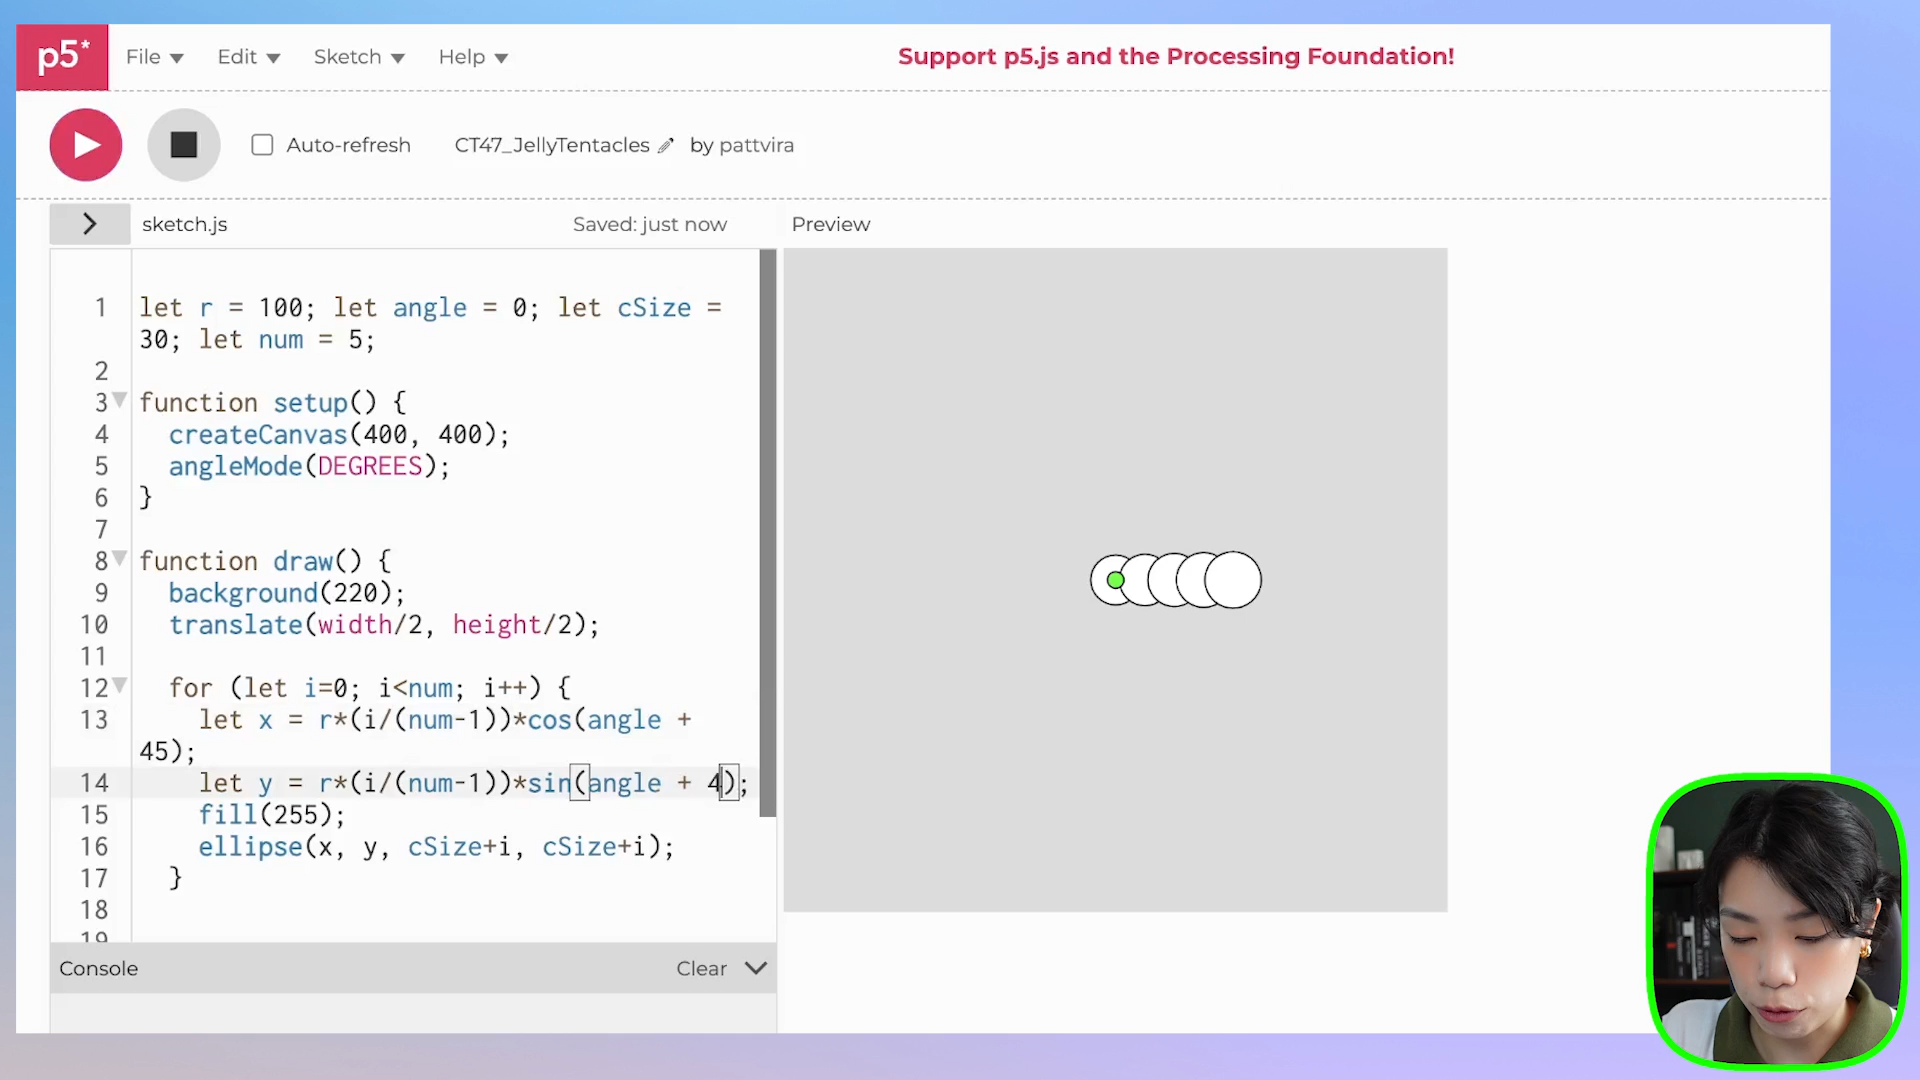 p5* File Edit Sketch Help Support p5.js and the Processing Foundation!
Auto-refresh CT47_JellyTentacles by pattvira
sketch.js Saved: just now Preview
1 let r = 100; let angle = 0; let cSize =
30; let num = 5;
2
3 function setup() {
4 createCanvas(400, 400);
5 angleMode(DEGREES);
6 }
7
8 function draw() {
9 background(220);
10 translate(width/2, height/2);
11
12 for (let i=0; i<num; i++) {
13 let x = r*(i/(num-1))*cos(angle +
45);
14 let y = r*(i/(num-1))*sin(angle + 4);
15 fill(255);
16 ellipse(x, y, cSize+i, cSize+i);
17 }
18
19
Console Clear